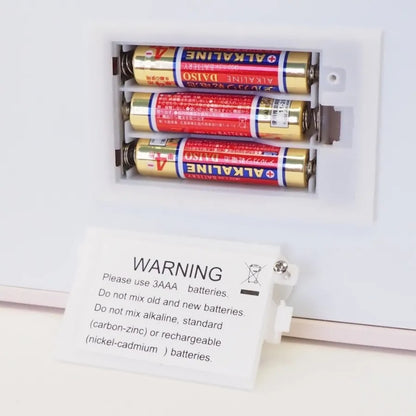 ALKALINE
ALKALINE
DAISO
ALKALINE
DAISO
WARNING
Please use 3AAA batteries.
Do not mix old and new batteries.
Do not mix alkaline, standard
(carbon-zinc) or rechargeable
(nickel-cadmium ) batteries.